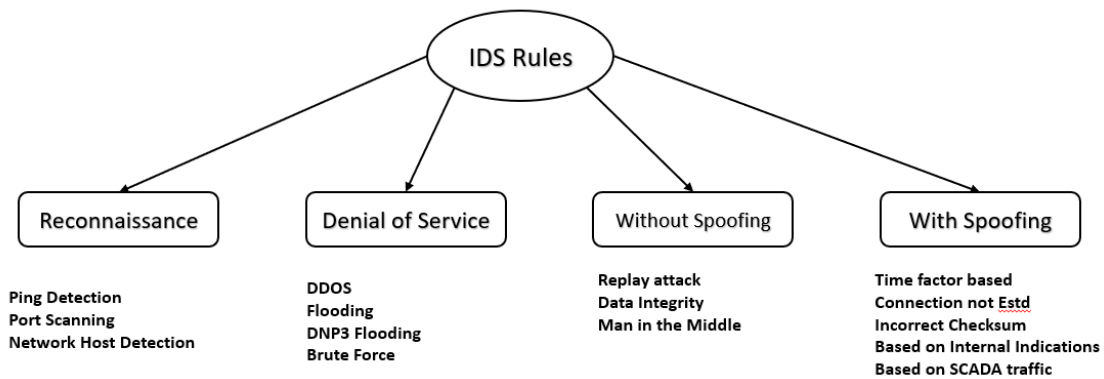 IDS Rules
Reconnaissance
Denial of Service
Without Spoofing
With Spoofing
Ping Detection
Port Scanning
Network Host Detection
DDOS
Flooding
DNP3 Flooding
Brute Force
Replay attack
Data Integrity
Man in the Middle
Time factor based
Connection not Estd
Incorrect Checksum
Based on Internal Indications
Based on SCADA traffic